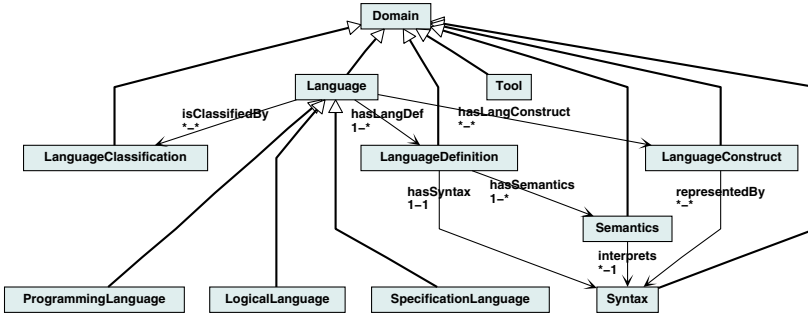 Domain
Language
Tool
isClassifiedBy
*–*
hasLangDef
1–*
hasLangConstruct
*–*
LanguageClassification
LanguageDefinition
LanguageConstruct
hasSyntax
1–1
hasSemantics
1–*
representedBy
*–*
Semantics
interprets
*–1
ProgrammingLanguage
LogicalLanguage
SpecificationLanguage
Syntax